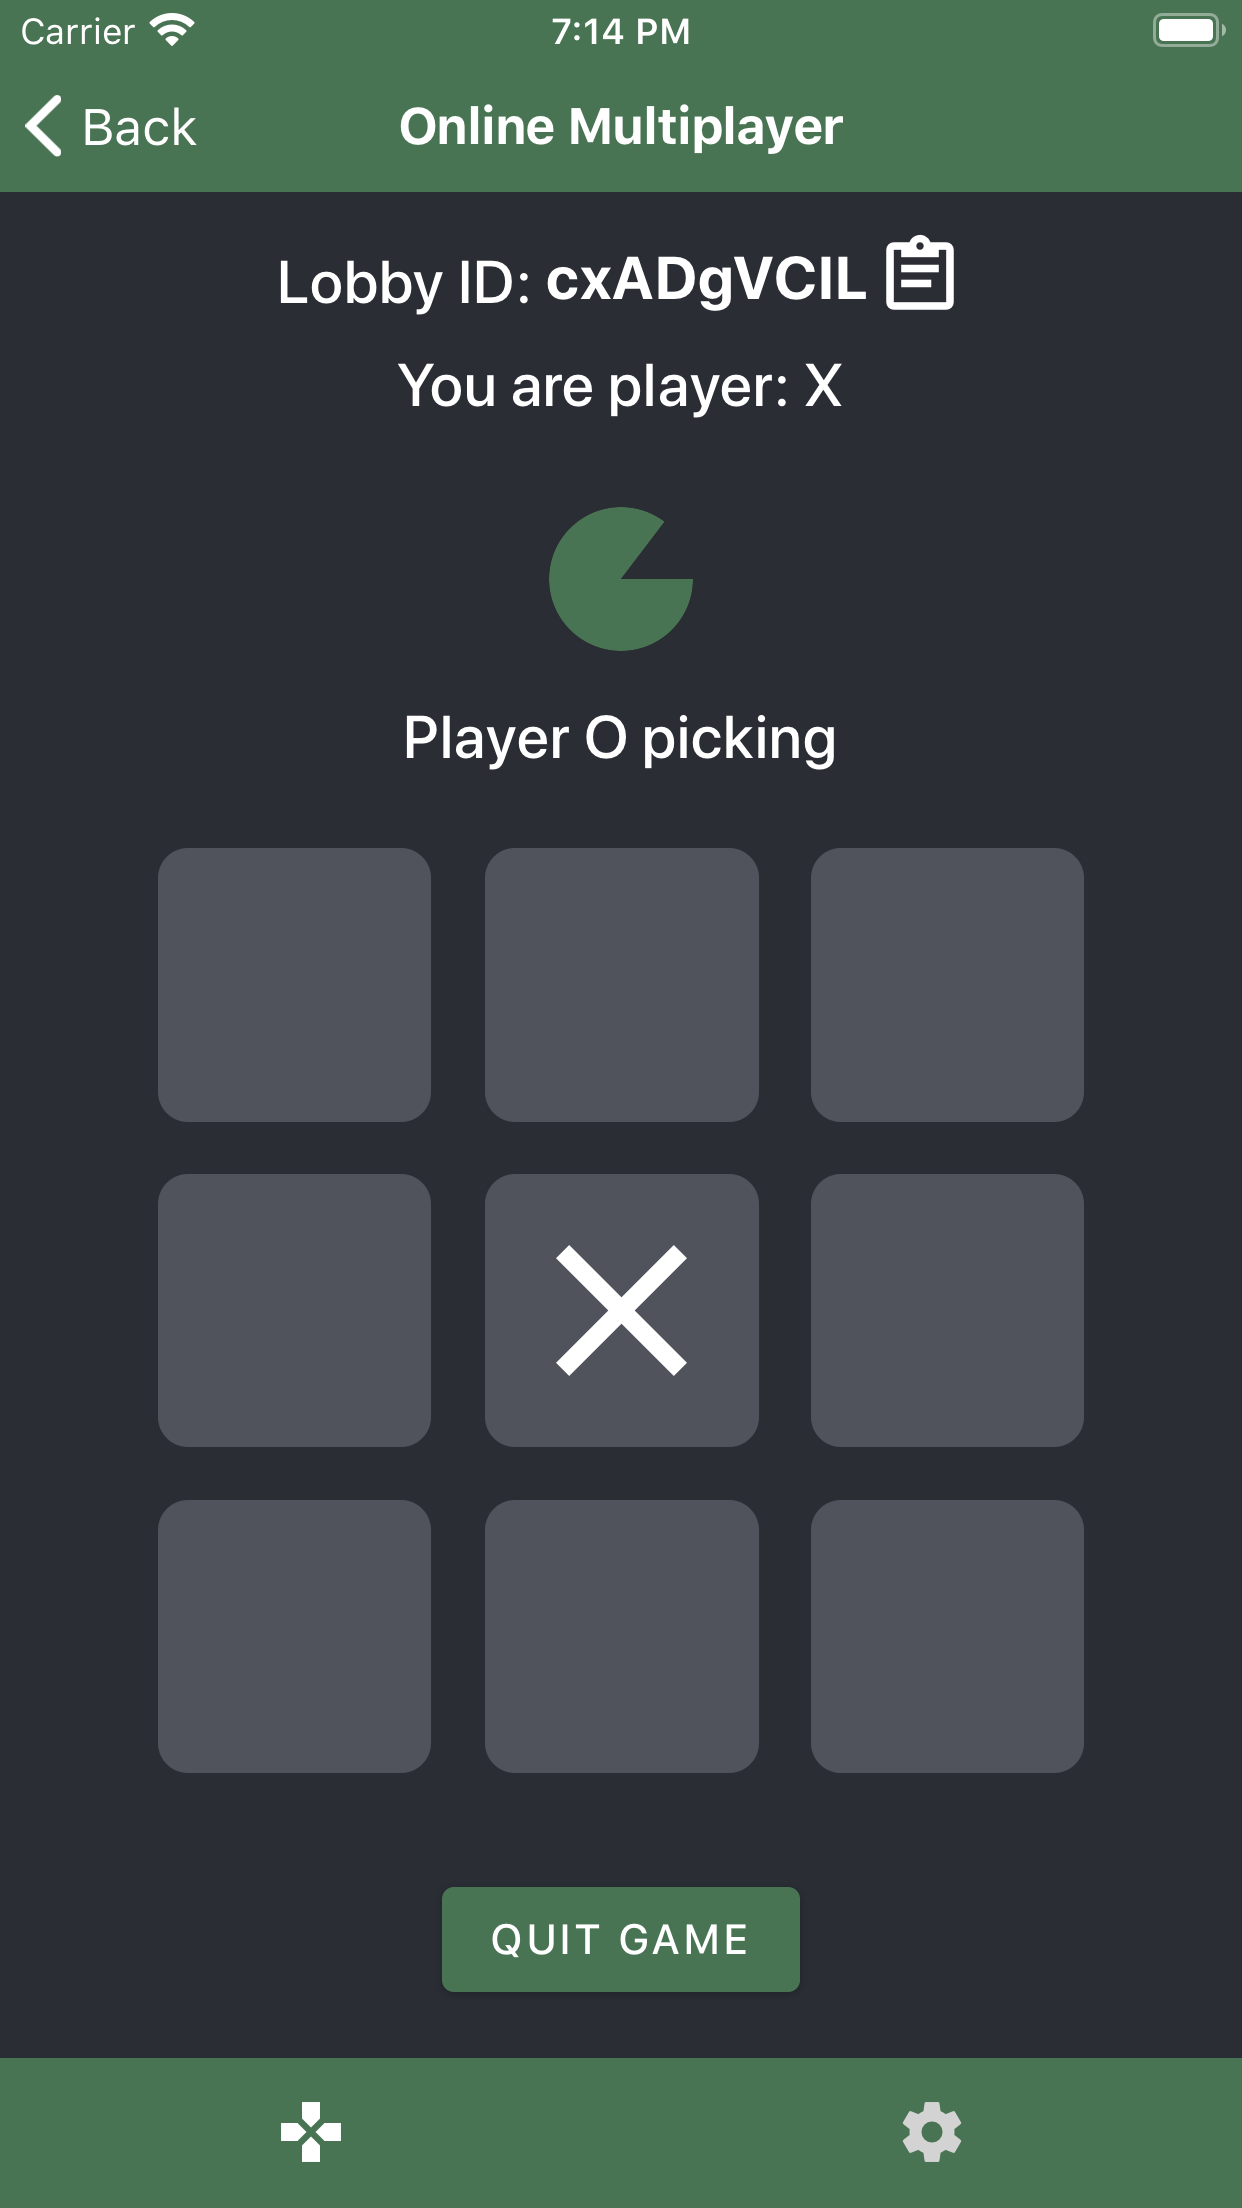 Carrier 7:14 PM
Back Online Multiplayer
Lobby ID: cxADgVCIL
You are player: X
Player O picking
QUIT GAME